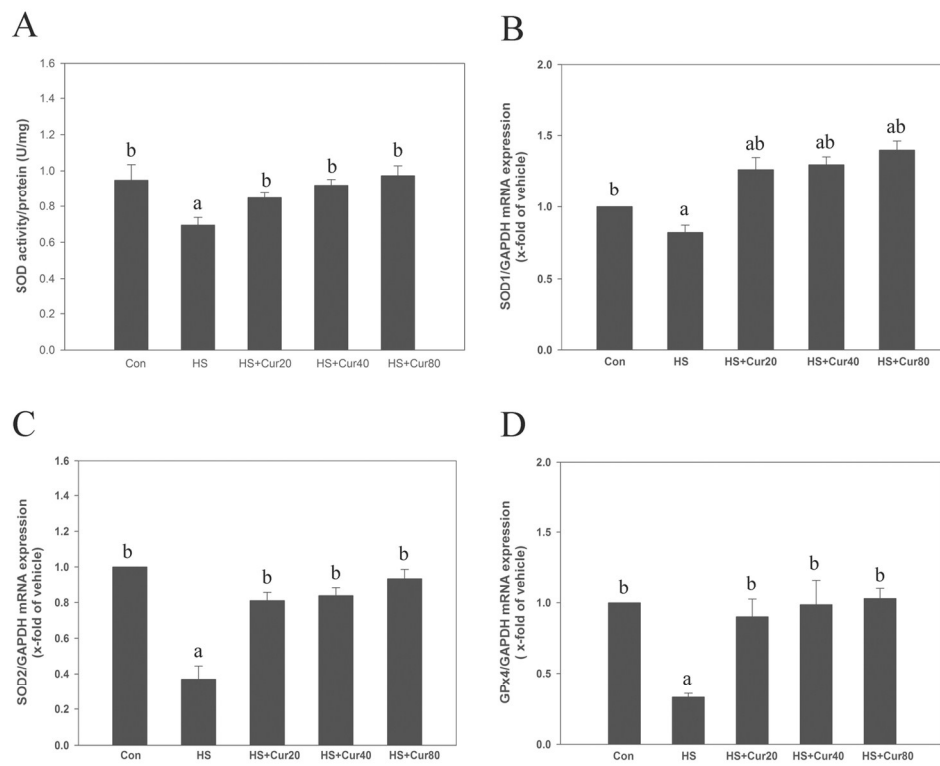 A
SOD activity/protein (U/mg)
1.6
1.4
1.2
1.0
0.8
0.6
0.4
0.2
0.0
b
a
b
b
b
Con
HS
HS+Cur20
HS+Cur40
HS+Cur80
B
SOD1/GAPDH mRNA expression
(x-fold of vehicle)
2.0
1.5
1.0
0.5
0.0
b
a
ab
ab
ab
Con
HS
HS+Cur20
HS+Cur40
HS+Cur80
C
SOD2/GAPDH mRNA expression
(x-fold of vehicle)
1.6
1.4
1.2
1.0
0.8
0.6
0.4
0.2
0.0
b
a
b
b
b
Con
HS
HS+Cur20
HS+Cur40
HS+Cur80
D
GPx4/GAPDH mRNA expression
( x-fold of vehicle)
2.0
1.5
1.0
0.5
0.0
b
a
b
b
b
Con
HS
HS+Cur20
HS+Cur40
HS+Cur80